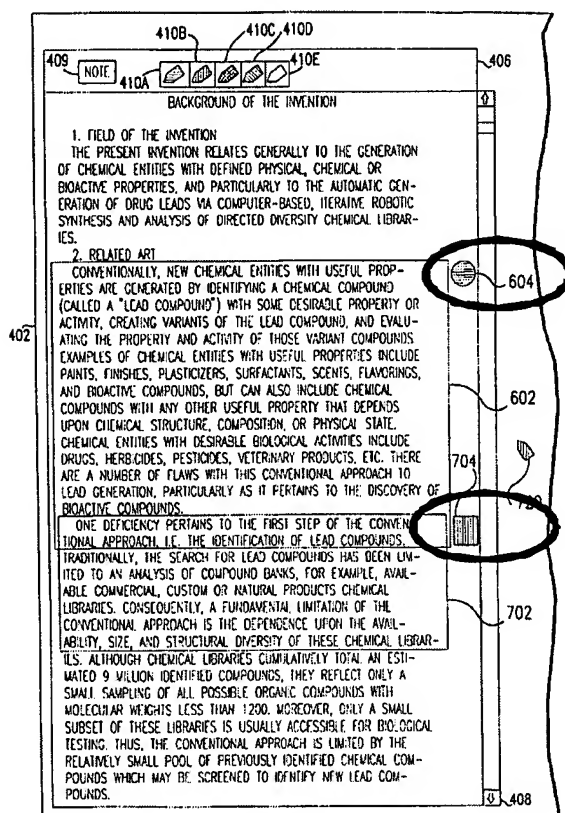 410C
410B 410D
410E
409 NOTE 410A 406
BACKGROUND OF THE INVENTION
1. FIELD OF THE INVENTION
THE PRESENT INVENTION RELATES GENERALLY TO THE GENERATION
OF CHEMICAL ENTITIES WITH DEFINED PHYSICAL, CHEMICAL OR
BIOACTIVE PROPERTIES, AND PARTICULARLY TO THE AUTOMATIC GEN-
ERATION OF DRUG LEADS VIA COMPUTER-BASED, ITERATIVE ROBOTIC
SYNTHESIS AND ANALYSIS OF DIRECTED DIVERSITY CHEMICAL LIBRAR-
IES.
2. RELATED ART
CONVENTIONALLY, NEW CHEMICAL ENTITIES WITH USEFUL PROP-
ERTIES ARE GENERATED BY IDENTIFYING A CHEMICAL COMPOUND
604
(CALLED A "LEAD COMPOUND") WITH SOME DESIRABLE PROPERTY OR
402
ACTIVITY, CREATING VARIANTS OF THE LEAD COMPOUND, AND EVALU-
ATING THE PROPERTY AND ACTIVITY OF THOSE VARIANT COMPOUNDS
EXAMPLES OF CHEMICAL ENTITIES WITH USEFUL PROPERTIES INCLUDE
PAINTS, FINISHES, PLASTICIZERS, SURFACTANTS, SCENTS, FLAVORINGS,
AND BIOACTIVE COMPOUNDS, BUT CAN ALSO INCLUDE CHEMICAL
602
COMPOUNDS WITH ANY OTHER USEFUL PROPERTY THAT DEPENDS
UPON CHEMICAL STRUCTURE, COMPOSITION, OR PHYSICAL STATE.
CHEMICAL ENTITIES WITH DESIRABLE BIOLOGICAL ACTIVITIES INCLUDE
DRUGS, HERBICIDES, PESTICIDES, VETERINARY PRODUCTS, ETC. THERE
704
ARE A NUMBER OF FLAWS WITH THIS CONVENTIONAL APPROACH TO
LEAD GENERATION, PARTICULARLY AS IT PERTAINS TO THE DISCOVERY OF
BIOACTIVE COMPOUNDS.
ONE DEFICIENCY PERTAINS TO THE FIRST STEP OF THE CONVEN-
TIONAL APPROACH, I.E. THE IDENTIFICATION OF LEAD COMPOUNDS.
TRADITIONALLY, THE SEARCH FOR LEAD COMPOUNDS HAS BEEN LIM-
ITED TO AN ANALYSIS OF COMPOUND BANKS, FOR EXAMPLE, AVAIL-
ABLE COMMERCIAL, CUSTOM OR NATURAL PRODUCTS CHEMICAL
LIBRARIES. CONSEQUENTLY, A FUNDAMENTAL LIMITATION OF THE
702
CONVENTIONAL APPROACH IS THE DEPENDENCE UPON THE AVAIL-
ABILITY, SIZE, AND STRUCTURAL DIVERSITY OF THESE CHEMICAL LIBRAR-
IES. ALTHOUGH CHEMICAL LIBRARIES CUMULATIVELY TOTAL AN ESTI-
MATED 9 MILLION IDENTIFIED COMPOUNDS, THEY REFLECT ONLY A
SMALL SAMPLING OF ALL POSSIBLE ORGANIC COMPOUNDS WITH
MOLECULAR WEIGHTS LESS THAN 1200. MOREOVER, ONLY A SMALL
SUBSET OF THESE LIBRARIES IS USUALLY ACCESSIBLE FOR BIOLOGICAL
TESTING. THUS, THE CONVENTIONAL APPROACH IS LIMITED BY THE
RELATIVELY SMALL POOL OF PREVIOUSLY IDENTIFIED CHEMICAL COM-
POUNDS WHICH MAY BE SCREENED TO IDENTIFY NEW LEAD COM-
POUNDS.
408